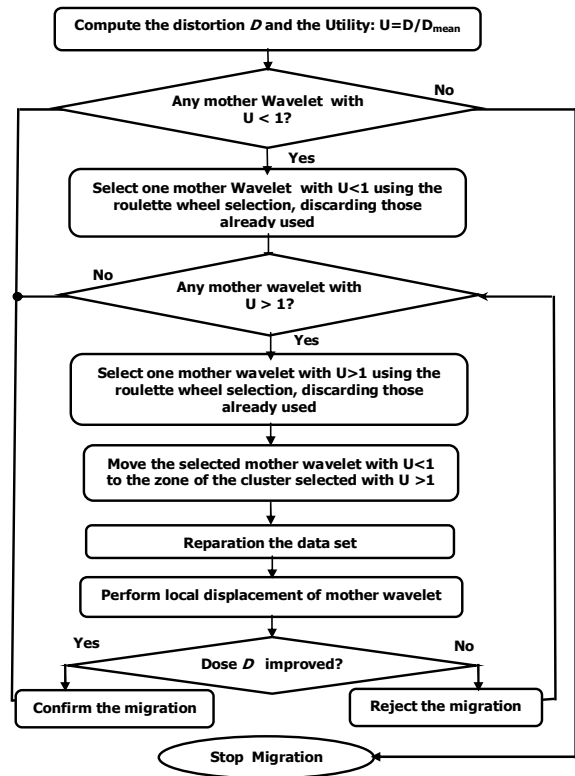 Compute the distortion D and the Utility: U=D/Dmean
No
Any mother Wavelet with
U < 1?
Yes
Select one mother Wavelet with U<1 using the
roulette wheel selection, discarding those
already used
No
Any mother wavelet with
U > 1?
Yes
Select one mother wavelet with U>1 using the
roulette wheel selection, discarding those
already used
Move the selected mother wavelet with U<1
to the zone of the cluster selected with U >1
Reparation the data set
Perform local displacement of mother wavelet
Yes
No
Dose D improved?
Confirm the migration
Reject the migration
Stop Migration